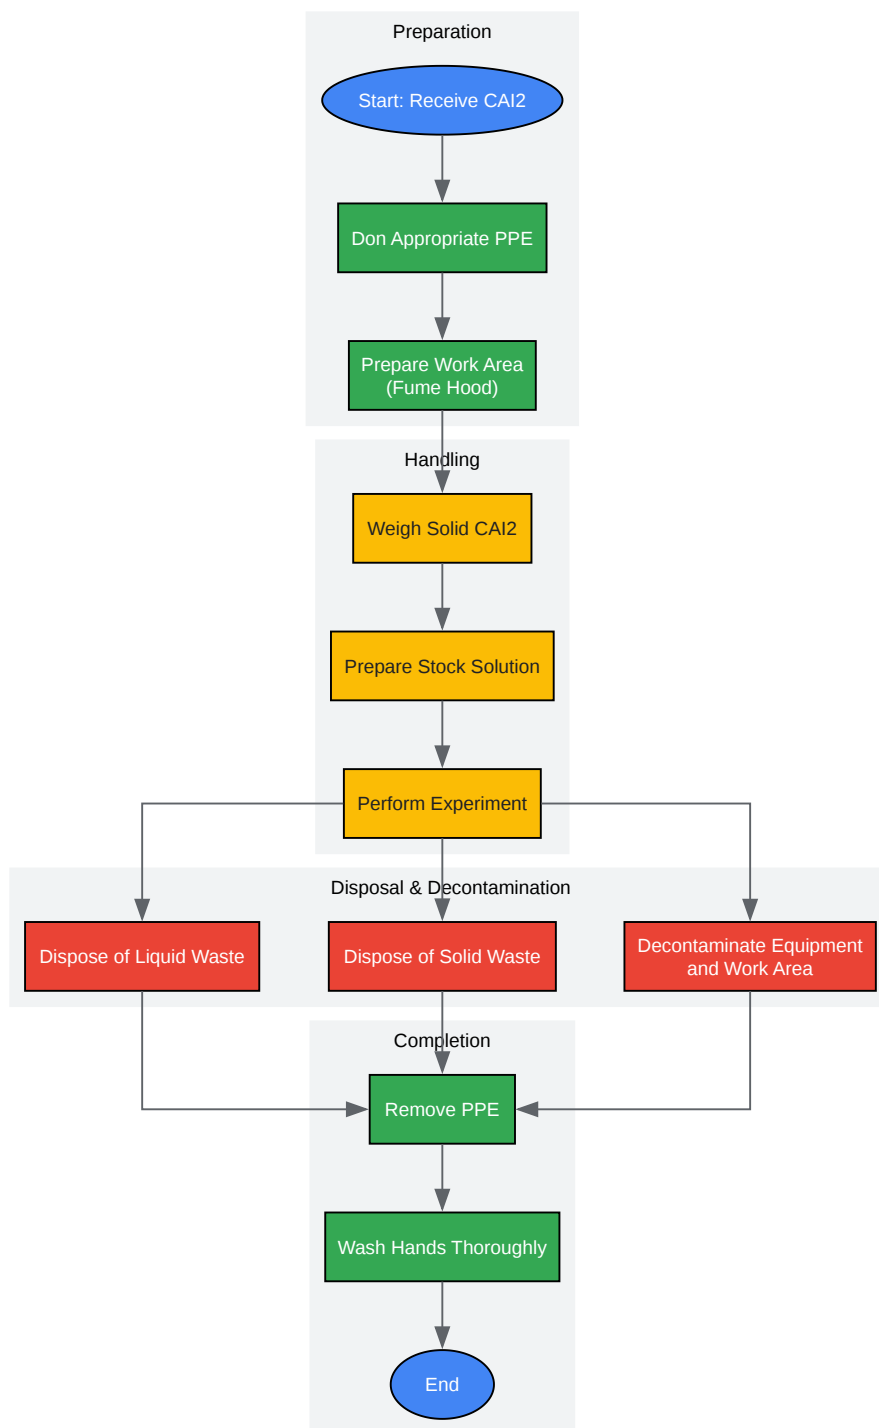 Preparation
Start: Receive CAI2
Don Appropriate PPE
Prepare Work Area
(Fume Hood)
Handling
Weigh Solid CAI2
Prepare Stock Solution
Perform Experiment
Disposal & Decontamination
Dispose of Liquid Waste
Dispose of Solid Waste
Decontaminate Equipment
and Work Area
Completion
Remove PPE
Wash Hands Thoroughly
End